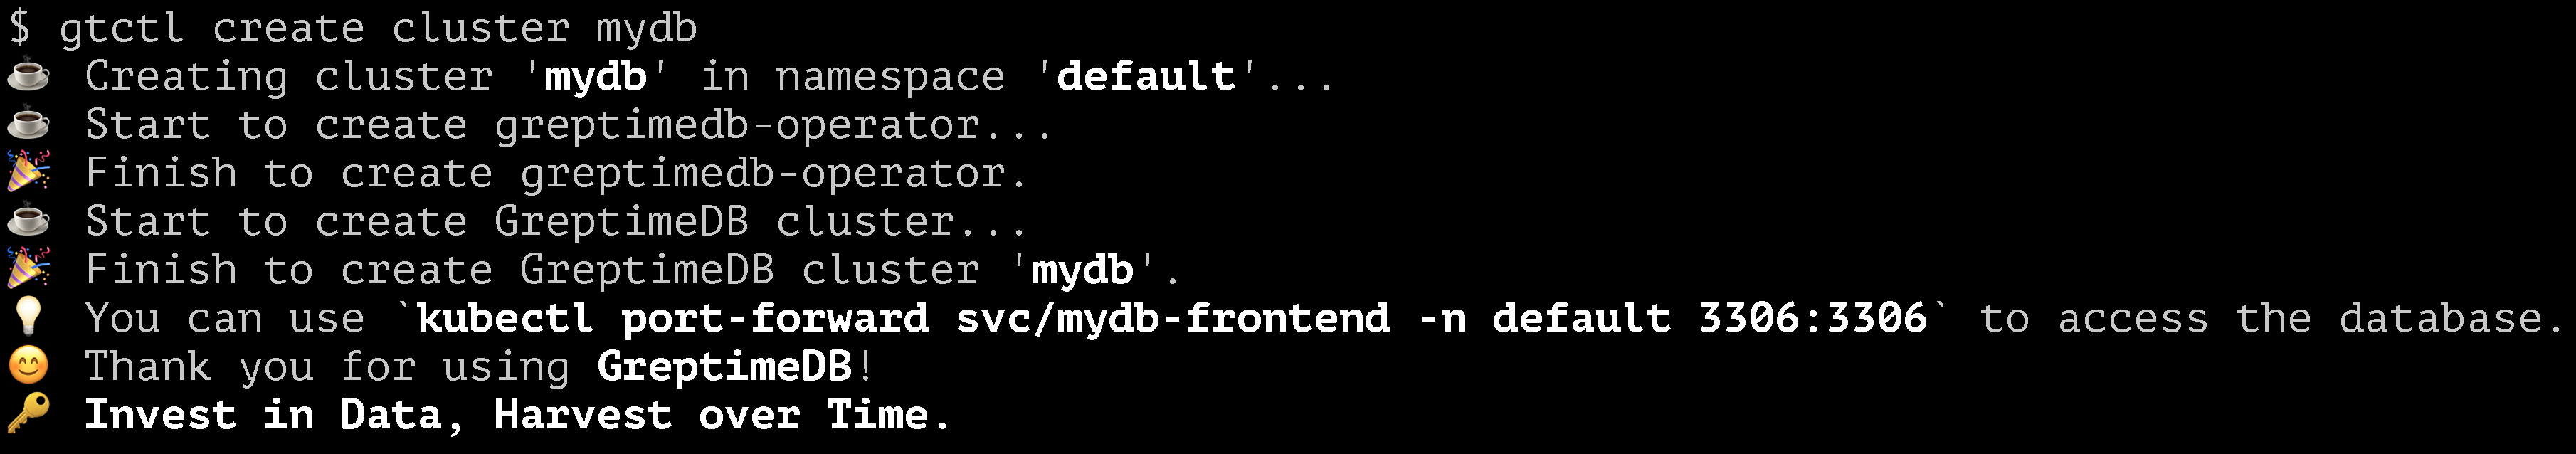 $ gtctl create cluster mydb
☕ Creating cluster 'mydb' in namespace 'default'...
☕ Start to create greptimedb-operator...
🎉 Finish to create greptimedb-operator.
☕ Start to create GreptimeDB cluster...
🎉 Finish to create GreptimeDB cluster 'mydb'.
💡 You can use `kubectl port-forward svc/mydb-frontend -n default 3306:3306` to access the database.
😊 Thank you for using GreptimeDB!
🔑 Invest in Data, Harvest over Time.